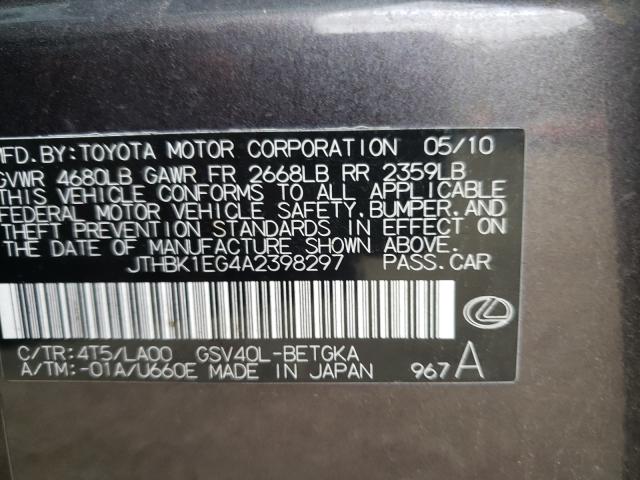 MFD. BY: TOYOTA MOTOR CORPORATION 05/10
GVWR 4680LB GAWR FR 2668LB RR 2359LB
THIS VEHICLE CONFORMS TO ALL APPLICABLE
FEDERAL MOTOR VEHICLE SAFETY, BUMPER, AND
THEFT PREVENTION STANDARDS IN EFFECT ON
THE DATE OF MANUFACTURE SHOWN ABOVE.
JTHBK1EG4A2398297 PASS. CAR
C/TR: 4T5/LA00 GSV40L-BETGKA
A/TM: -01A/U660E MADE IN JAPAN 967 A